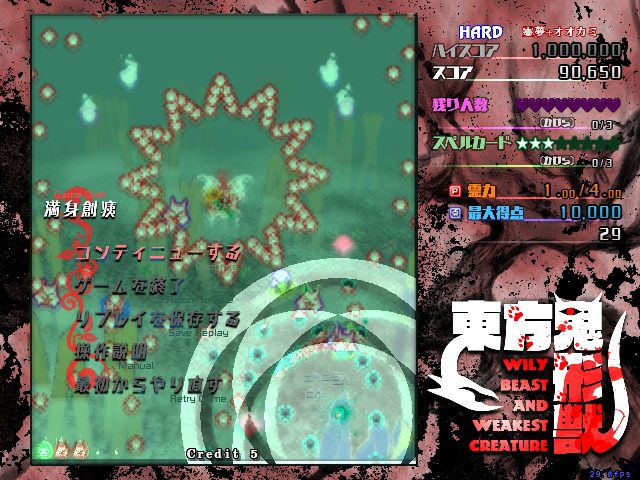 HARD 霊夢+オオカミ
ハイスコア 1,000,000
スコア 90,650
残り人数
(かけら) 0/3
スペルカード
(かけら) 0/3
霊力 1.00/4.00
最大得点 10,000
29
Game Over
満身創痍
コンティニューする
ゲームを終了
リプレイを保存する
Save Replay
操作説明
Manual
最初からやり直す
Retry Game
Credit 5
東方鬼形獣
WILY
BEAST
AND
WEAKEST
CREATURE
29.8fps